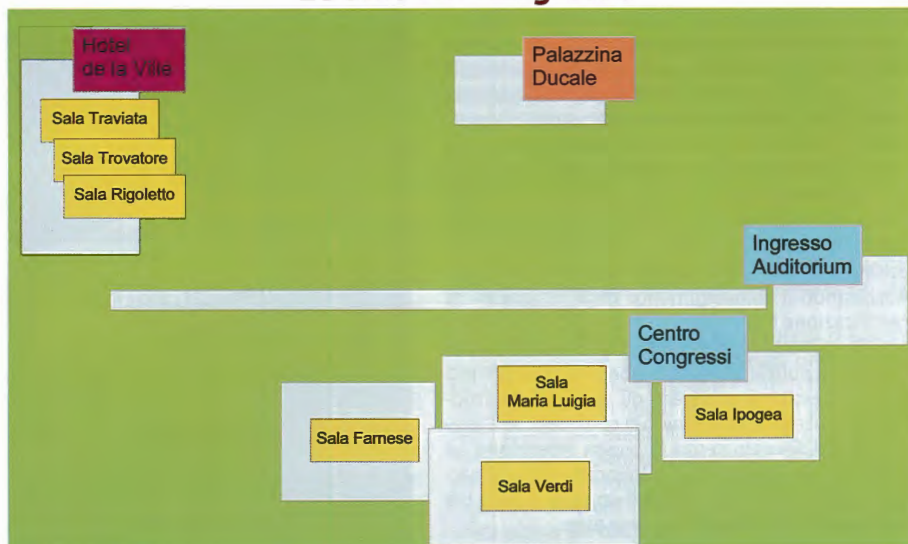 Hotel
de la Ville
Palazzina
Ducale
Sala Traviata
Sala Trovatore
Sala Rigoletto
Ingresso
Auditorium
Centro
Congressi
Sala
Maria Luigia
Sala Ipogea
Sala Farnese
Sala Verdi